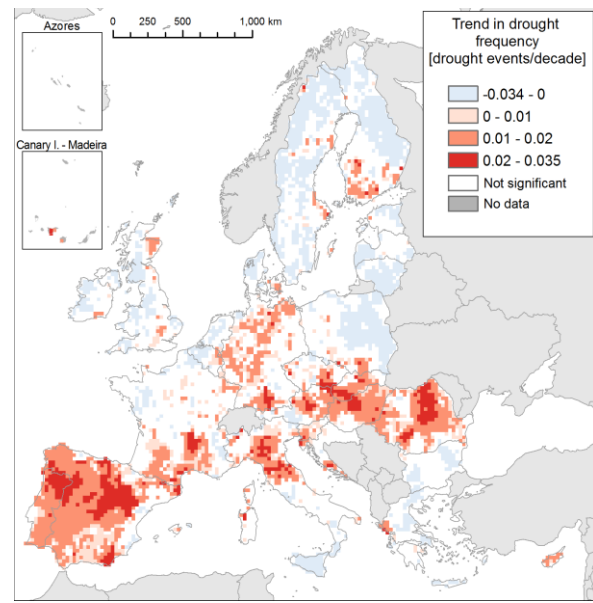 Azores
0 250 500 1,000 km
Canary I. - Madeira
Trend in drought
frequency
[drought events/decade]
-0.034 - 0
0 - 0.01
0.01 - 0.02
0.02 - 0.035
Not significant
No data